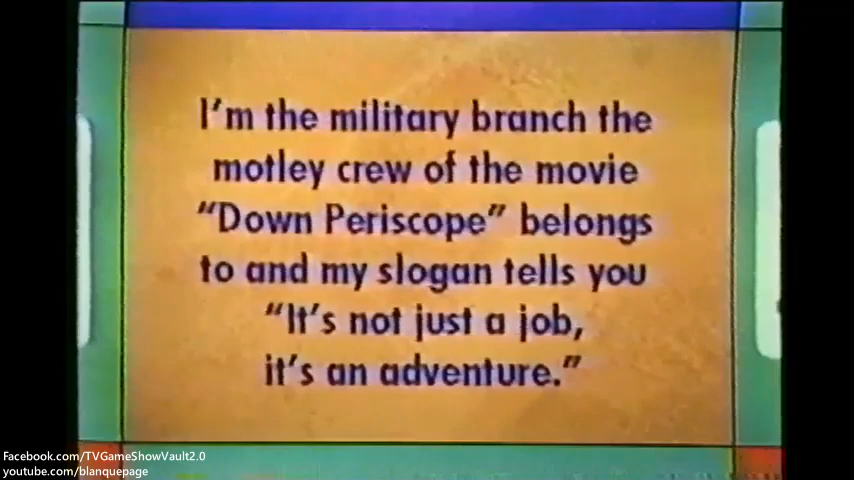 I'm the military branch the
motley crew of the movie
“Down Periscope” belongs
to and my slogan tells you
“It's not just a job,
it's an adventure.”
Facebook.com/TVGameShowVault2.0
youtube.com/blanquepage